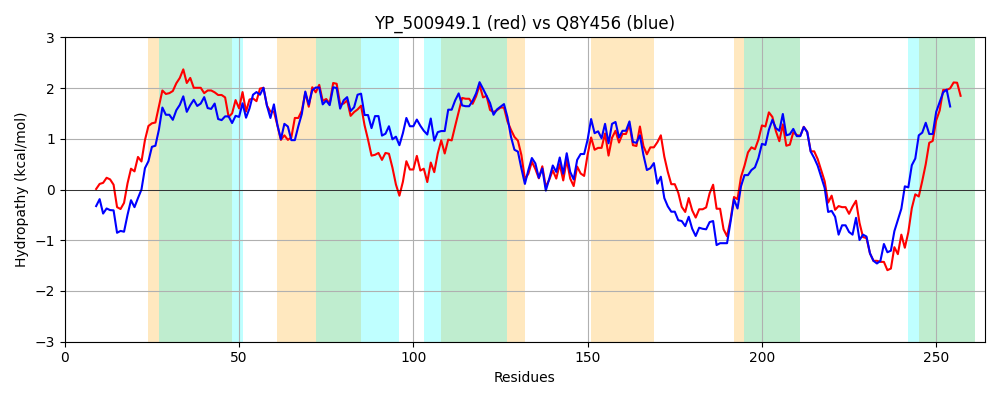 YP_500949.1 (red) vs Q8Y456 (blue)
3
2
1
0
−1
−2
−3
Hydropathy (kcal/mol)
0 50 100 150 200 250
Residues